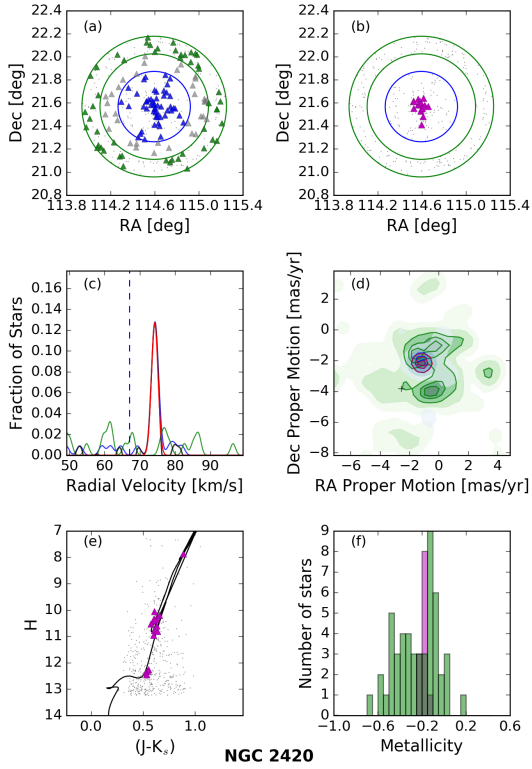 (a)
22.4
22.2
22.0
21.8
21.6
21.4
21.2
21.0
20.8
Dec [deg]
113.8 114.2 114.6 115.0 115.4
RA [deg]
(b)
22.4
22.2
22.0
21.8
21.6
21.4
21.2
21.0
20.8
Dec [deg]
113.8 114.2 114.6 115.0 115.4
RA [deg]
(c)
0.16
0.14
0.12
0.10
0.08
0.06
0.04
0.02
0.00
Fraction of Stars
50 60 70 80 90
Radial Velocity [km/s]
(d)
2
0
−2
−4
−6
−8
Dec Proper Motion [mas/yr]
−6 −4 −2 0 2 4
RA Proper Motion [mas/yr]
(e)
7
8
9
10
11
12
13
14
H
0.0 0.5 1.0
(J-Ks)
(f)
9
8
7
6
5
4
3
2
1
0
Number of stars
−1.0 −0.6 −0.2 0.2 0.6
Metallicity
NGC 2420